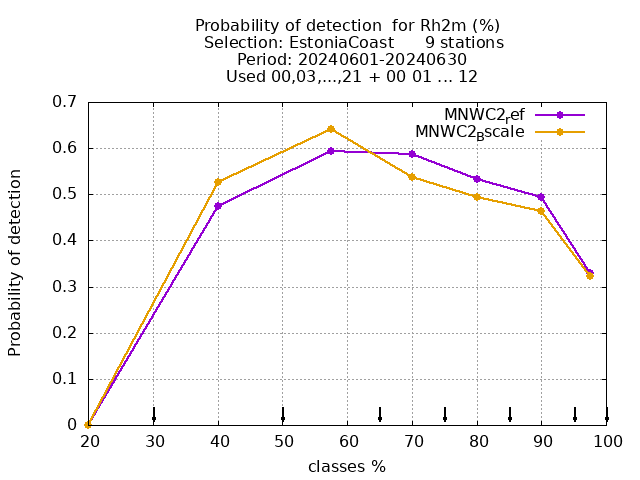 Probability of detection  for Rh2m (%)
Selection: EstoniaCoast      9 stations
Period: 20240601-20240630
Used 00,03,...,21 + 00 01 ... 12
MNWC2ref
MNWC2Bscale
0.7
0.6
0.5
0.4
0.3
0.2
0.1
0
Probability of detection
20 30 40 50 60 70 80 90 100
classes %